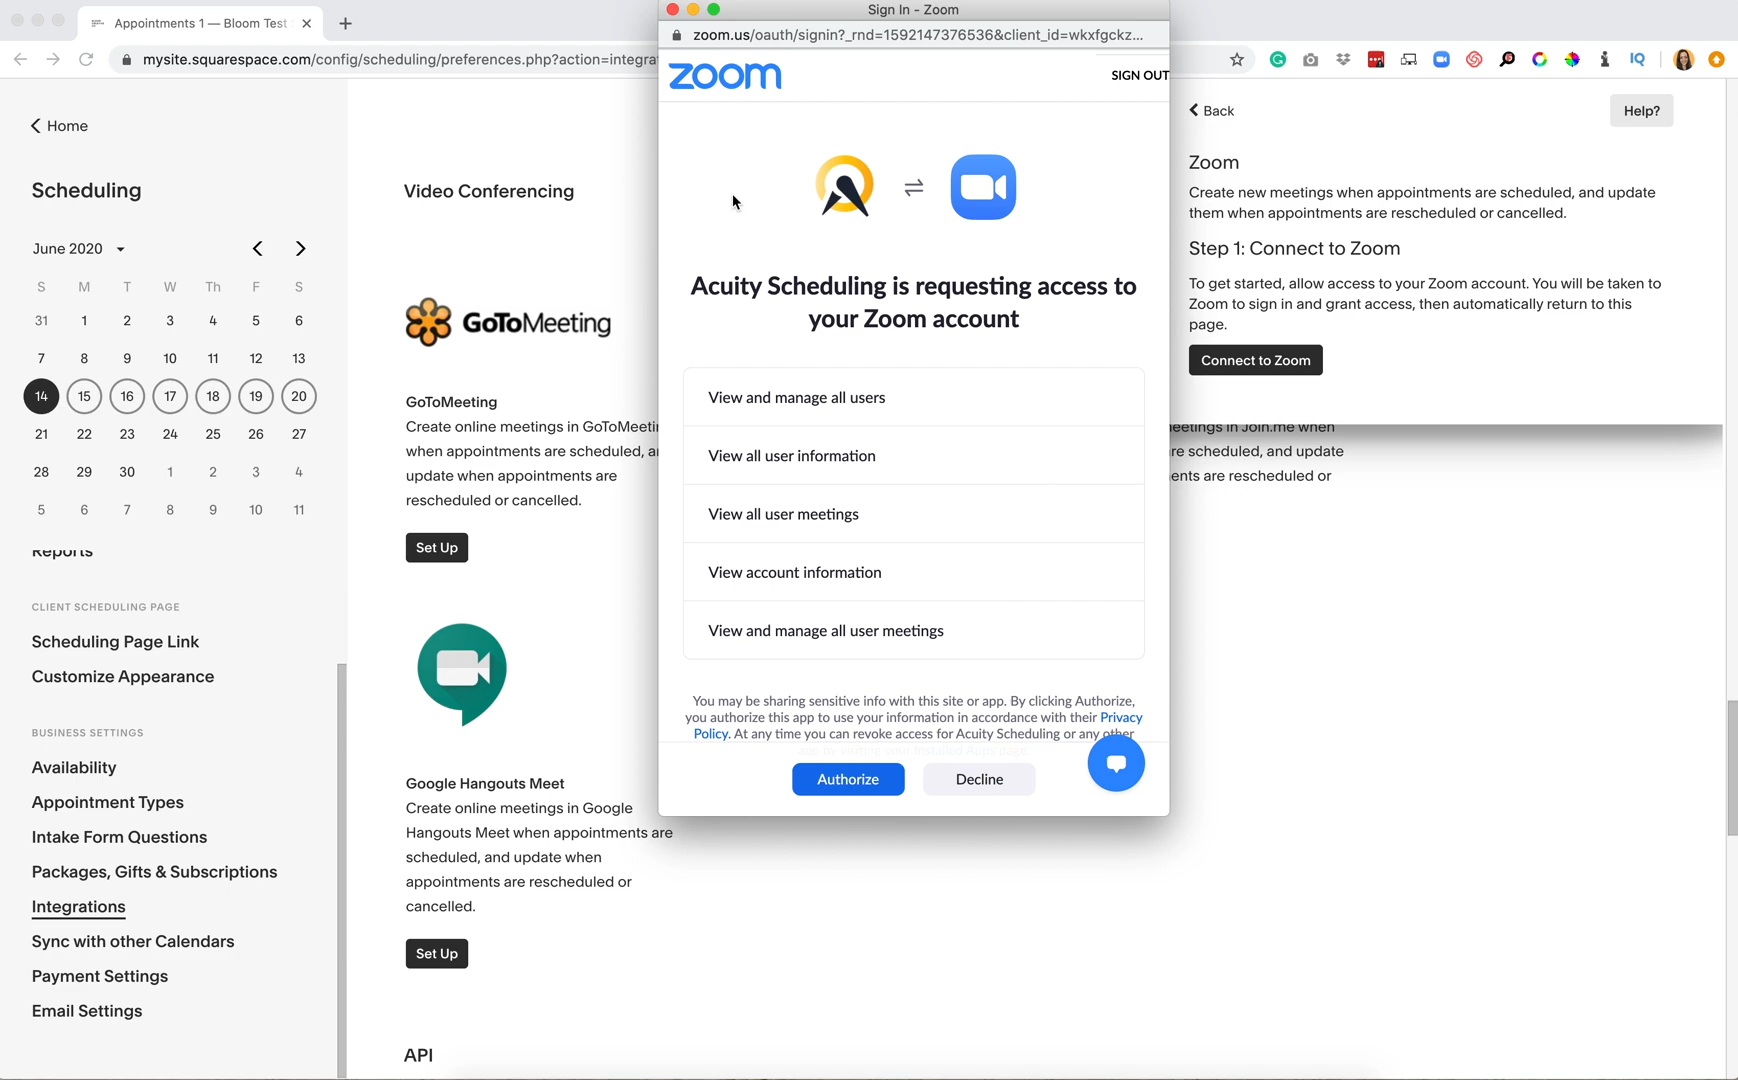 Appointments 1 — Bloom Test
mysite.squarespace.com/config/scheduling/preferences.php?action=integra
IQ
Home
Scheduling
June 2020
S M T W Th F S
31 1 2 3 4 5 6
7 8 9 10 11 12 13
14 15 16 17 18 19 20
21 22 23 24 25 26 27
28 29 30 1 2 3 4
5 6 7 8 9 10 11
Reports
CLIENT SCHEDULING PAGE
Scheduling Page Link
Customize Appearance
BUSINESS SETTINGS
Availability
Appointment Types
Intake Form Questions
Packages, Gifts & Subscriptions
Integrations
Sync with other Calendars
Payment Settings
Email Settings
Video Conferencing
GoToMeeting
GoToMeeting
Create online meetings in GoToMeeti
when appointments are scheduled, a
update when appointments are
rescheduled or cancelled.
Set Up
Google Hangouts Meet
Create online meetings in Google
Hangouts Meet when appointments are
scheduled, and update when
appointments are rescheduled or
cancelled.
Set Up
API
Sign In - Zoom
zoom.us/oauth/signin?_rnd=1592147376536&client_id=wkxfgckz...
zoom
SIGN OUT
Acuity Scheduling is requesting access to
your Zoom account
View and manage all users
View all user information
View all user meetings
View account information
View and manage all user meetings
You may be sharing sensitive info with this site or app. By clicking Authorize,
you authorize this app to use your information in accordance with their Privacy
Policy. At any time you can revoke access for Acuity Scheduling or any other
app by visiting your Installed Apps page.
Authorize
Decline
Back
Help?
Zoom
Create new meetings when appointments are scheduled, and update
them when appointments are rescheduled or cancelled.
Step 1: Connect to Zoom
To get started, allow access to your Zoom account. You will be taken to
Zoom to sign in and grant access, then automatically return to this
page.
Connect to Zoom
eetings in Join.me when
re scheduled, and update
ents are rescheduled or